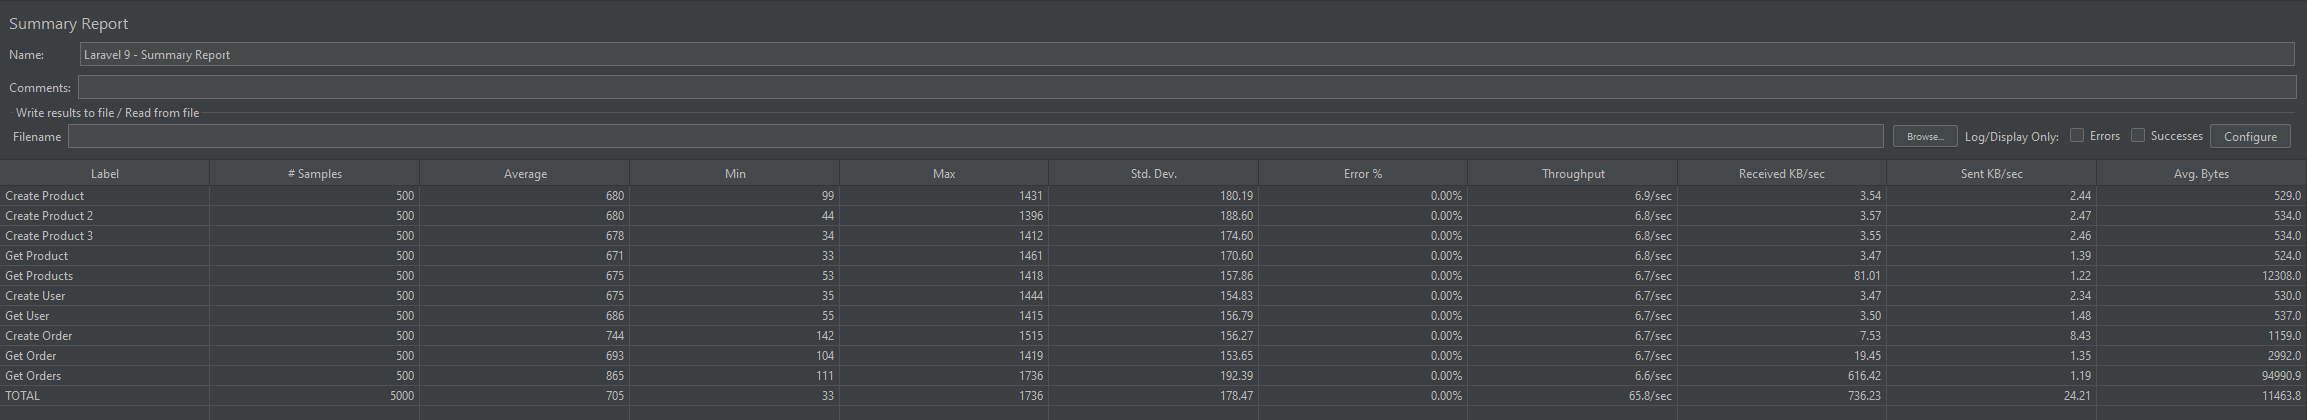 Summary Report
Name: Laravel 9 - Summary Report
Comments:
Write results to file / Read from file
Filename Browse... Log/Display Only: Errors Successes Configure
Label # Samples Average Min Max Std. Dev. Error % Throughput Received KB/sec Sent KB/sec Avg. Bytes
Create Product 500 680 99 1431 180.19 0.00% 6.9/sec 3.54 2.44 529.0
Create Product 2 500 680 44 1396 188.60 0.00% 6.8/sec 3.57 2.47 534.0
Create Product 3 500 678 34 1412 174.60 0.00% 6.8/sec 3.55 2.46 534.0
Get Product 500 671 33 1461 170.60 0.00% 6.8/sec 3.47 1.39 524.0
Get Products 500 675 53 1418 157.86 0.00% 6.7/sec 81.01 1.22 12308.0
Create User 500 675 35 1444 154.83 0.00% 6.7/sec 3.47 2.34 530.0
Get User 500 686 55 1415 156.79 0.00% 6.7/sec 3.50 1.48 537.0
Create Order 500 744 142 1515 156.27 0.00% 6.7/sec 7.53 8.43 1159.0
Get Order 500 693 104 1419 153.65 0.00% 6.7/sec 19.45 1.35 2992.0
Get Orders 500 865 111 1736 192.39 0.00% 6.6/sec 616.42 1.19 94990.9
TOTAL 5000 705 33 1736 178.47 0.00% 65.8/sec 736.23 24.21 11463.8